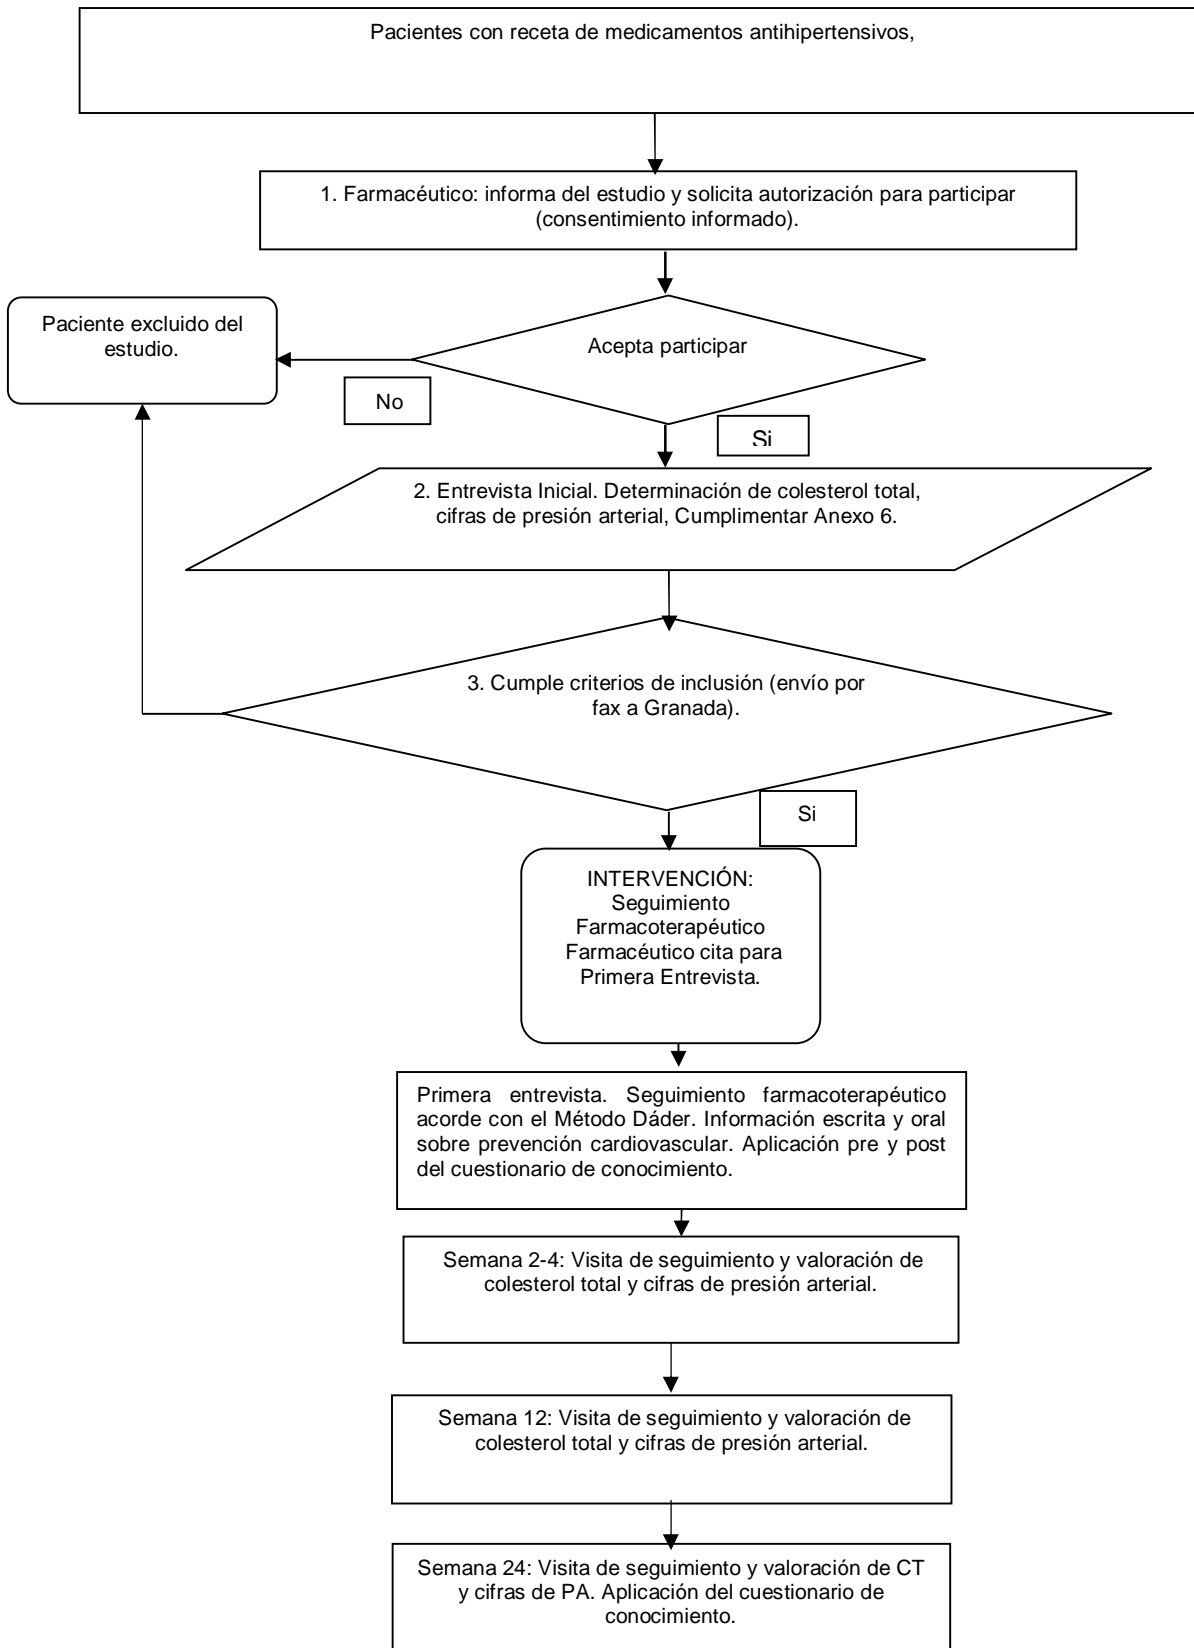 Pacientes con receta de medicamentos antihipertensivos,
1. Farmacéutico: informa del estudio y solicita autorización para participar
(consentimiento informado).
Paciente excluido del
estudio.
Acepta participar
No
Si
2. Entrevista Inicial. Determinación de colesterol total,
cifras de presión arterial, Cumplimentar Anexo 6.
3. Cumple criterios de inclusión (envío por
fax a Granada).
Si
INTERVENCIÓN:
Seguimiento
Farmacoterapéutico
Farmacéutico cita para
Primera Entrevista.
Primera entrevista. Seguimiento farmacoterapéutico
acorde con el Método Dáder. Información escrita y oral
sobre prevención cardiovascular. Aplicación pre y post
del cuestionario de conocimiento.
Semana 2-4: Visita de seguimiento y valoración de
colesterol total y cifras de presión arterial.
Semana 12: Visita de seguimiento y valoración de
colesterol total y cifras de presión arterial.
Semana 24: Visita de seguimiento y valoración de CT
y cifras de PA. Aplicación del cuestionario de
conocimiento.